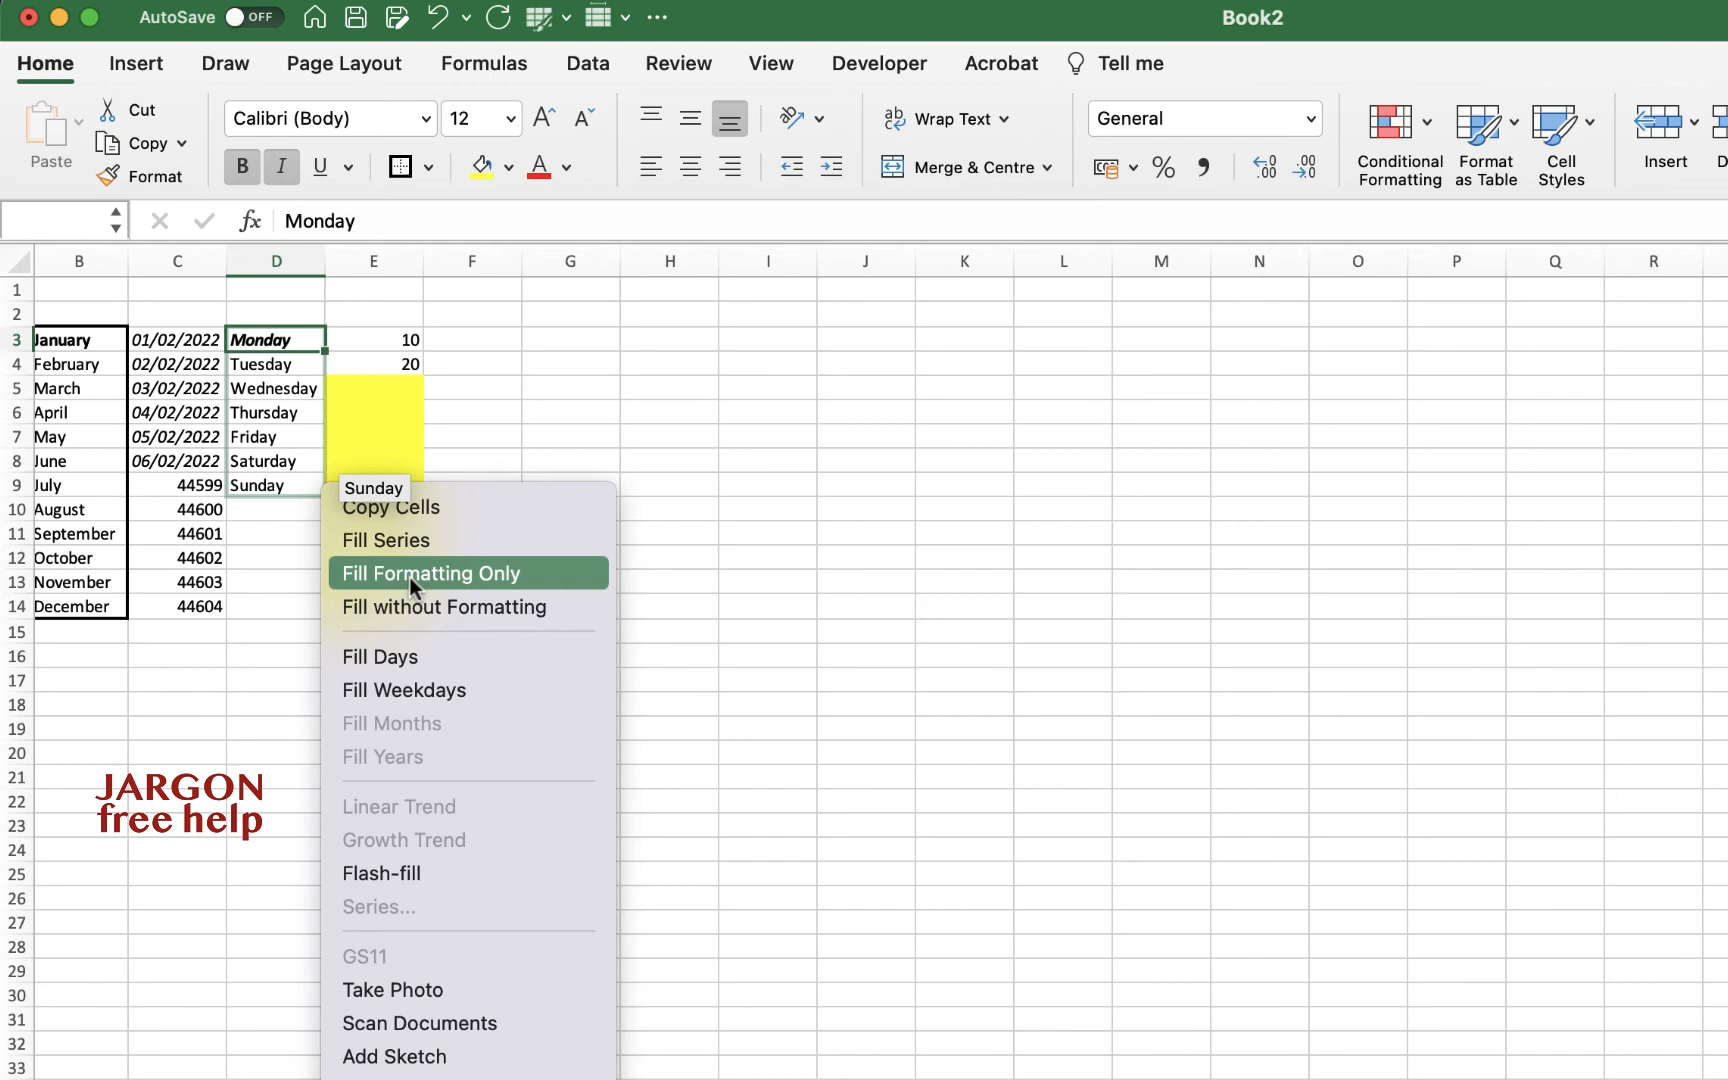 AutoSave OFF Book2
Home Insert Draw Page Layout Formulas Data Review View Developer Acrobat Tell me
Paste
Cut
Copy
Format
Calibri (Body) 12
B I U A
ab Wrap Text
Merge & Centre
General
%
Conditional Formatting
Format as Table
Cell Styles
Insert
D
fx Monday
B C D E F G H I J K L M N O P Q R
1
2
3 January 01/02/2022 Monday 10
4 February 02/02/2022 Tuesday 20
5 March 03/02/2022 Wednesday
6 April 04/02/2022 Thursday
7 May 05/02/2022 Friday
8 June 06/02/2022 Saturday
9 July 44599 Sunday
10 August 44600
11 September 44601
12 October 44602
13 November 44603
14 December 44604
15
16
17
18
19
20
21
22
23
24
25
26
27
28
29
30
31
32
33
Sunday
Copy Cells
Fill Series
Fill Formatting Only
Fill without Formatting
Fill Days
Fill Weekdays
Fill Months
Fill Years
Linear Trend
Growth Trend
Flash-fill
Series...
GS11
Take Photo
Scan Documents
Add Sketch
JARGON
free help